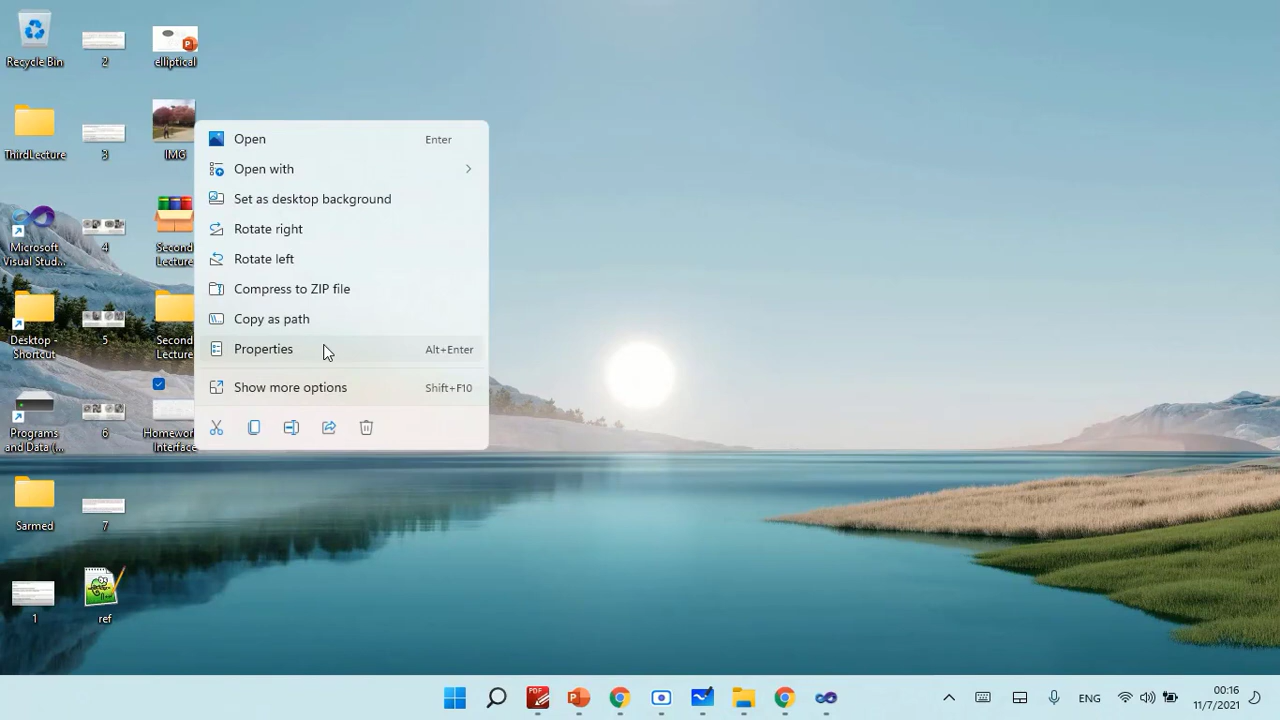 Recycle Bin
2
elliptical
ThirdLecture
3
IMG
Microsoft
Visual Stud...
4
Second
Lecture
Desktop -
Shortcut
5
Second
Lecture
Programs
and Data (...
6
Homework
Interface
Sarmed
7
1
ref
Open Enter
Open with
Set as desktop background
Rotate right
Rotate left
Compress to ZIP file
Copy as path
Properties Alt+Enter
Show more options Shift+F10
PDF
P
ENG
00:16
11/7/2021